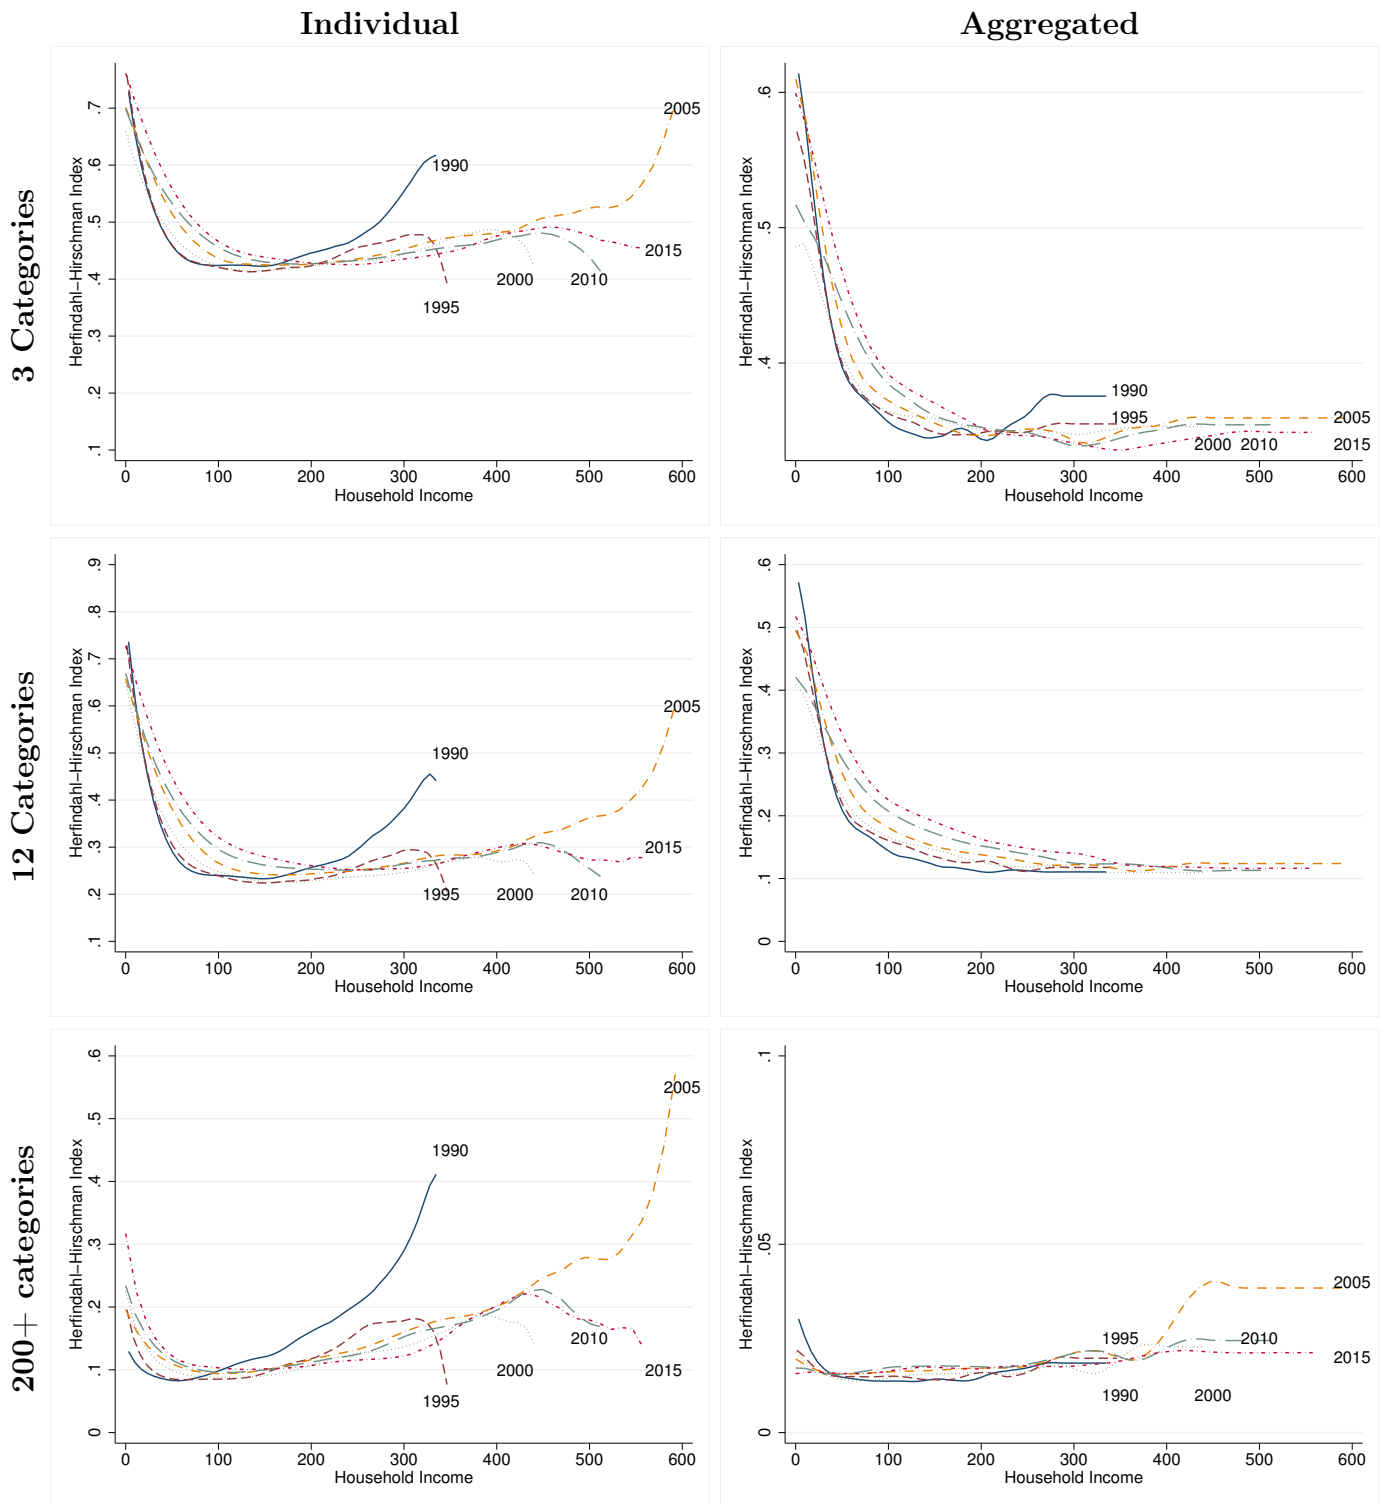 Individual
Aggregated
3 Categories
Herfindahl−Hirschman Index
.7
.6
.5
.4
.3
.2
.1
2005
1990
2015
2000
2010
1995
0 100 200 300 400 500 600
Household Income
Herfindahl−Hirschman Index
.6
.5
.4
1990
1995
2005
2000
2010
2015
0 100 200 300 400 500 600
Household Income
12 Categories
Herfindahl−Hirschman Index
.9
.8
.7
.6
.5
.4
.3
.2
.1
2005
1990
2015
1995
2000
2010
0 100 200 300 400 500 600
Household Income
Herfindahl−Hirschman Index
.6
.5
.4
.3
.2
.1
0
0 100 200 300 400 500 600
Household Income
200+ categories
Herfindahl−Hirschman Index
.6
.5
.4
.3
.2
.1
0
2005
1990
2010
2000
2015
1995
0 100 200 300 400 500 600
Household Income
Herfindahl−Hirschman Index
.1
.05
0
2005
1995
2010
2015
1990
2000
0 100 200 300 400 500 600
Household Income